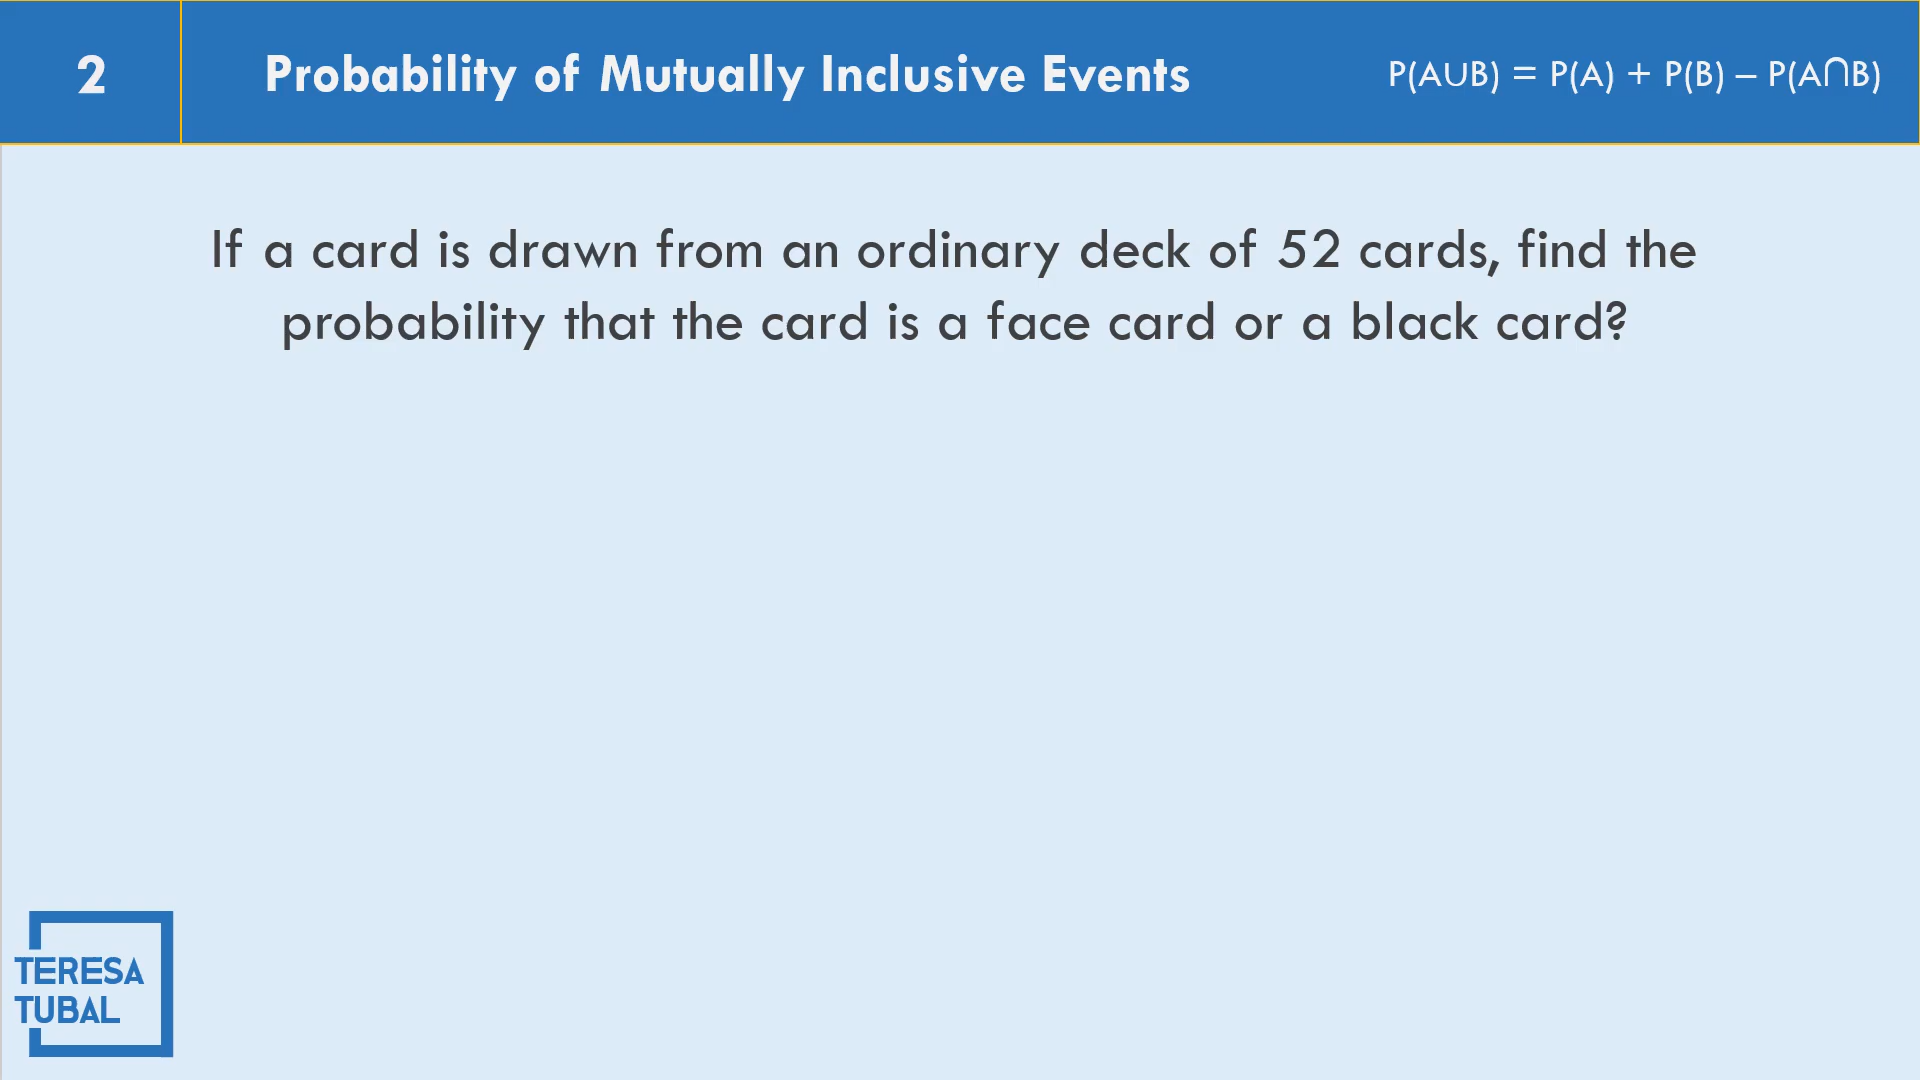 2
Probability of Mutually Inclusive Events
P(A∪B) = P(A) + P(B) – P(A⋂B)
If a card is drawn from an ordinary deck of 52 cards, find the
probability that the card is a face card or a black card?
TERESA
TUBAL